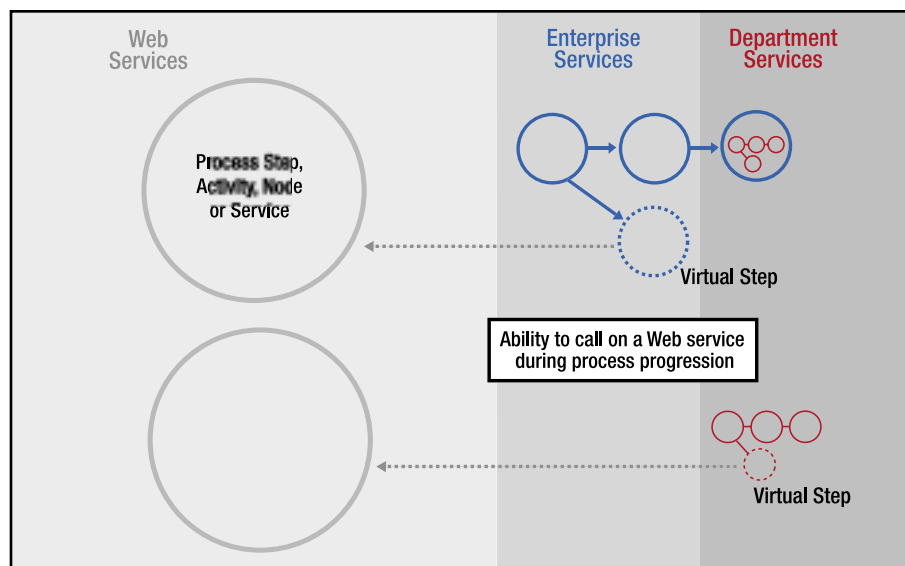 Web
Services
Enterprise
Services
Department
Services
Process Step,
Activity, Node
or Service
Virtual Step
Ability to call on a Web service
during process progression
Virtual Step